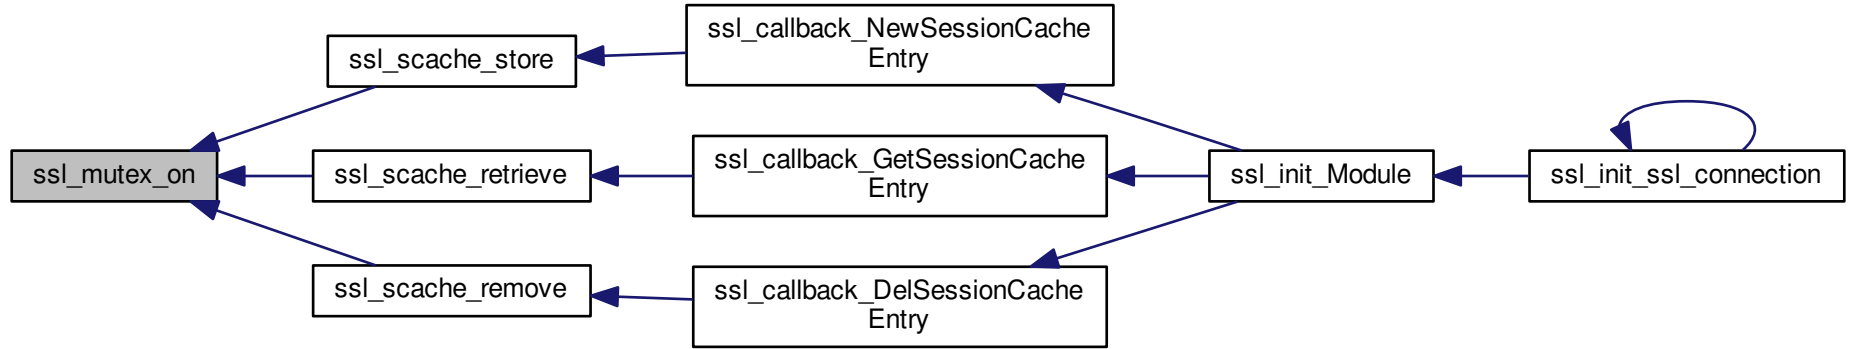 ssl_mutex_on
ssl_scache_store
ssl_scache_retrieve
ssl_scache_remove
ssl_callback_NewSessionCache
Entry
ssl_callback_GetSessionCache
Entry
ssl_callback_DelSessionCache
Entry
ssl_init_Module
ssl_init_ssl_connection